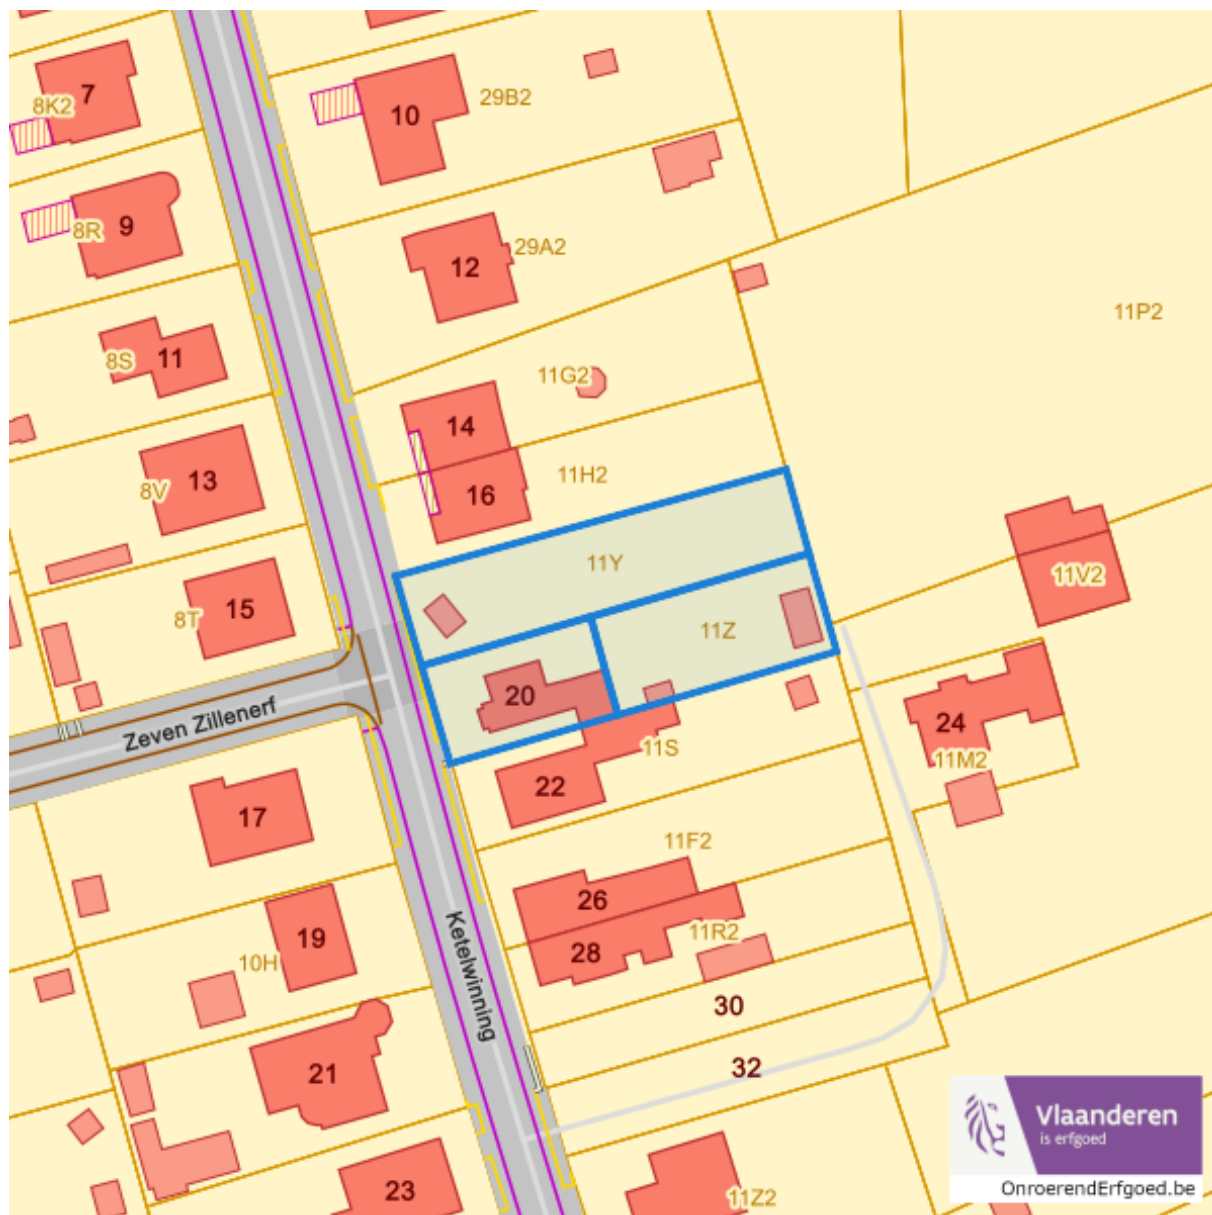 7
8K2
10
29B2
9
8R
12
29A2
11P2
11
8S
11G2
14
13
8V
16
11H2
11Y
11V2
15
8T
11Z
20
Zeven Zillenerf
24
11S
11M2
22
17
11F2
26
19
28
11R2
10H
Ketelwinning
30
32
21
23
11Z2
Vlaanderen
is erfgoed
OnroerendErfgoed.be